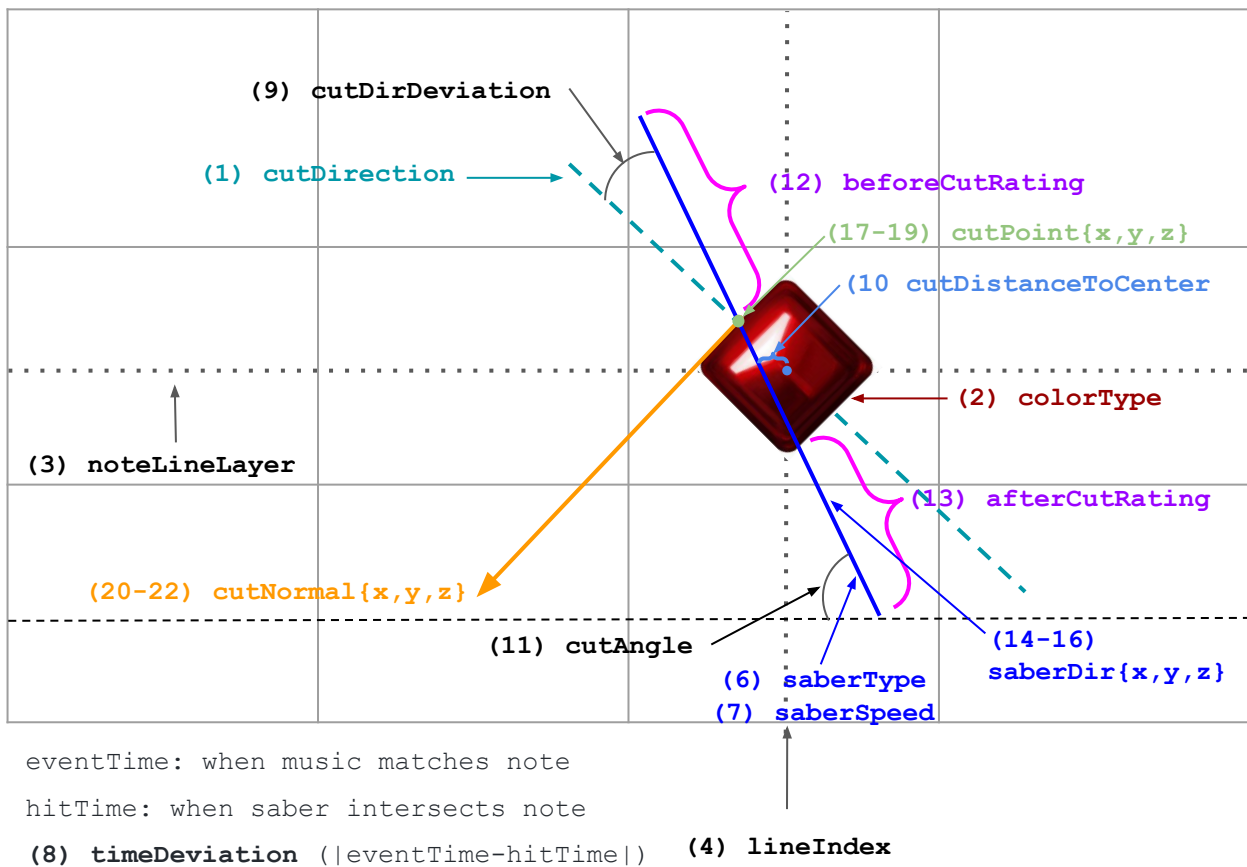 (9) cutDirDeviation
(1) cutDirection
(12) beforeCutRating
(17-19) cutPoint{x,y,z}
(10 cutDistanceToCenter
(2) colorType
(3) noteLineLayer
(13) afterCutRating
(20-22) cutNormal{x,y,z}
(11) cutAngle
(14-16)
saberDir{x,y,z}
(6) saberType
(7) saberSpeed
eventTime: when music matches note
hitTime: when saber intersects note
(8) timeDeviation (|eventTime-hitTime|)
(4) lineIndex